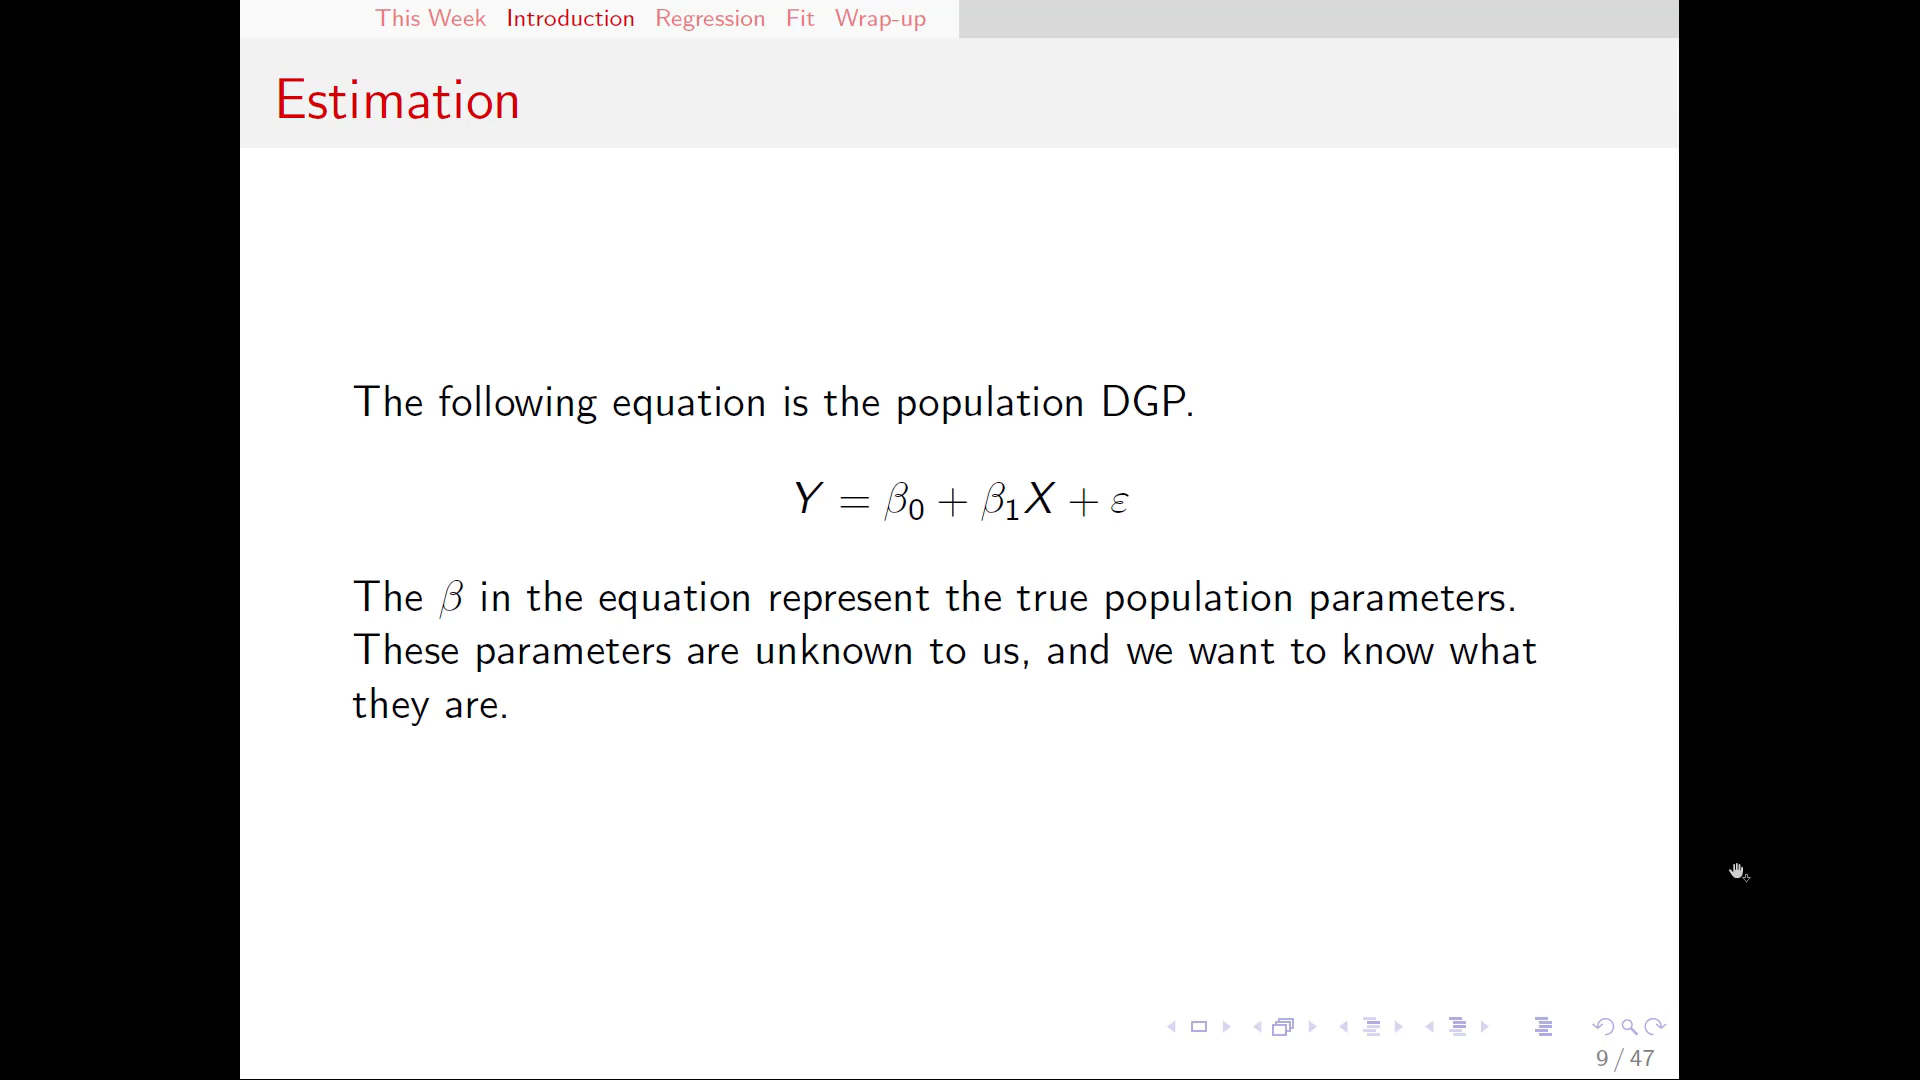 This Week Introduction Regression Fit Wrap-up
Estimation
The following equation is the population DGP.
Y = β₀ + β₁X + ε
The β in the equation represent the true population parameters.
These parameters are unknown to us, and we want to know what
they are.
9 / 47